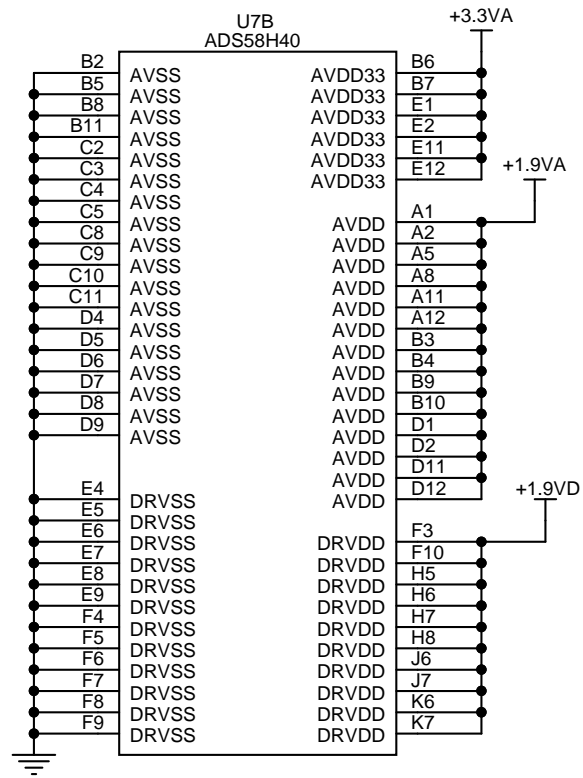 U7B
ADS58H40
B2 AVSS
B5 AVSS
B8 AVSS
B11 AVSS
C2 AVSS
C3 AVSS
C4 AVSS
C5 AVSS
C8 AVSS
C9 AVSS
C10 AVSS
C11 AVSS
D4 AVSS
D5 AVSS
D6 AVSS
D7 AVSS
D8 AVSS
D9 AVSS
E4 DRVSS
E5 DRVSS
E6 DRVSS
E7 DRVSS
E8 DRVSS
E9 DRVSS
F4 DRVSS
F5 DRVSS
F6 DRVSS
F7 DRVSS
F8 DRVSS
F9 DRVSS
+3.3VA
AVDD33 B6
AVDD33 B7
AVDD33 E1
AVDD33 E2
AVDD33 E11
AVDD33 E12
+1.9VA
AVDD A1
AVDD A2
AVDD A5
AVDD A8
AVDD A11
AVDD A12
AVDD B3
AVDD B4
AVDD B9
AVDD B10
AVDD D1
AVDD D2
AVDD D11
AVDD D12
+1.9VD
DRVDD F3
DRVDD F10
DRVDD H5
DRVDD H6
DRVDD H7
DRVDD H8
DRVDD J6
DRVDD J7
DRVDD K6
DRVDD K7